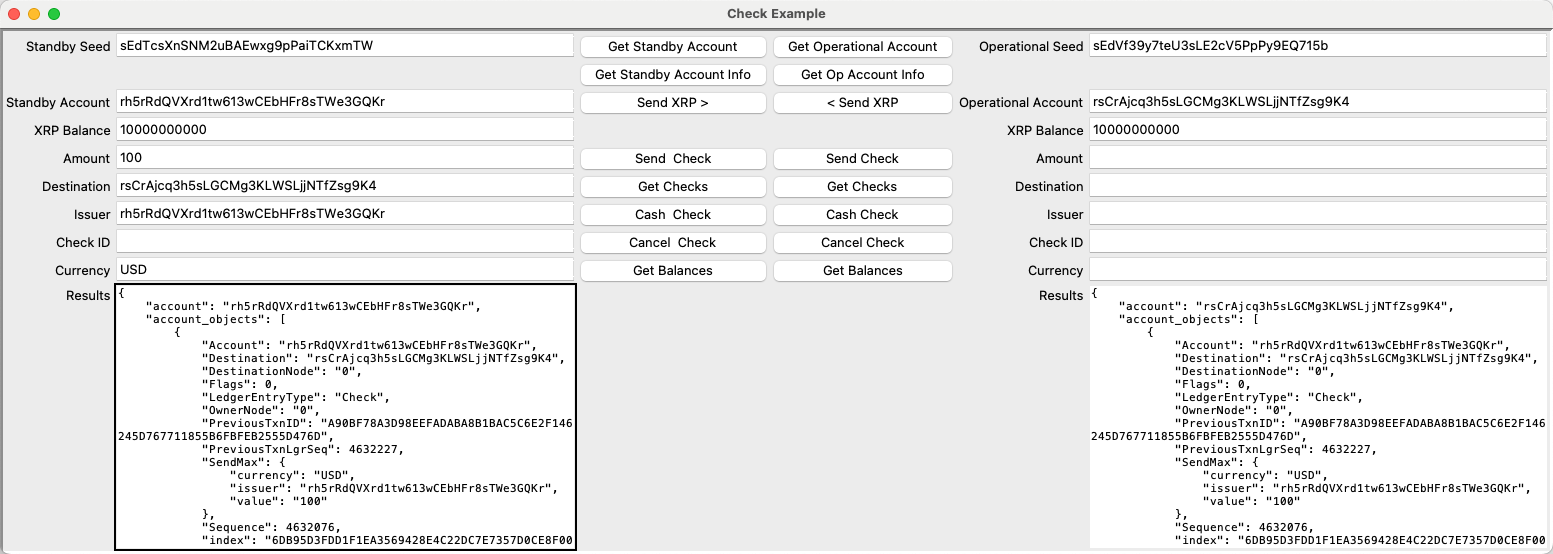 Check Example
Standby Seed sEdTcsXnSNM2uBAEwxg9pPaiTCKxmTW Get Standby Account Get Operational Account Operational Seed sEdVf39y7teU3sLE2cV5PpPy9EQ715b
Get Standby Account Info Get Op Account Info
Standby Account rh5rRdQVXrd1tw613wCEbHFr8sTWe3GQKr Send XRP > < Send XRP Operational Account rsCrAjcq3h5sLGCMg3KLWSLjjNTfZsg9K4
XRP Balance 10000000000 XRP Balance 10000000000
Amount 100 Send  Check Send Check Amount
Destination rsCrAjcq3h5sLGCMg3KLWSLjjNTfZsg9K4 Get Checks Get Checks Destination
Issuer rh5rRdQVXrd1tw613wCEbHFr8sTWe3GQKr Cash  Check Cash Check Issuer
Check ID Cancel  Check Cancel Check Check ID
Currency USD Get Balances Get Balances Currency
Results
{
"account": "rh5rRdQVXrd1tw613wCEbHFr8sTWe3GQKr",
"account_objects": [
{
"Account": "rh5rRdQVXrd1tw613wCEbHFr8sTWe3GQKr",
"Destination": "rsCrAjcq3h5sLGCMg3KLWSLjjNTfZsg9K4",
"DestinationNode": "0",
"Flags": 0,
"LedgerEntryType": "Check",
"OwnerNode": "0",
"PreviousTxnID": "A90BF78A3D98EEFADABA8B1BAC5C6E2F146
245D767711855B6FBFEB2555D476D",
"PreviousTxnLgrSeq": 4632227,
"SendMax": {
"currency": "USD",
"issuer": "rh5rRdQVXrd1tw613wCEbHFr8sTWe3GQKr",
"value": "100"
},
"Sequence": 4632076,
"index": "6DB95D3FDD1F1EA3569428E4C22DC7E7357D0CE8F00
Results
{
"account": "rsCrAjcq3h5sLGCMg3KLWSLjjNTfZsg9K4",
"account_objects": [
{
"Account": "rh5rRdQVXrd1tw613wCEbHFr8sTWe3GQKr",
"Destination": "rsCrAjcq3h5sLGCMg3KLWSLjjNTfZsg9K4",
"DestinationNode": "0",
"Flags": 0,
"LedgerEntryType": "Check",
"OwnerNode": "0",
"PreviousTxnID": "A90BF78A3D98EEFADABA8B1BAC5C6E2F146
245D767711855B6FBFEB2555D476D",
"PreviousTxnLgrSeq": 4632227,
"SendMax": {
"currency": "USD",
"issuer": "rh5rRdQVXrd1tw613wCEbHFr8sTWe3GQKr",
"value": "100"
},
"Sequence": 4632076,
"index": "6DB95D3FDD1F1EA3569428E4C22DC7E7357D0CE8F00